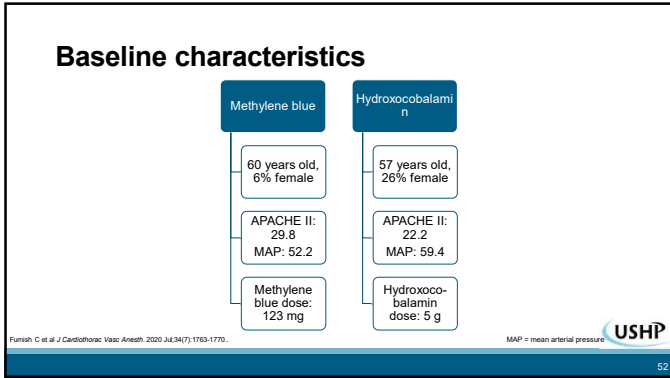 Baseline characteristics
Methylene blue
60 years old,
6% female
APACHE II:
29.8
MAP: 52.2
Methylene
blue dose:
123 mg
Hydroxocobalami
n
57 years old,
26% female
APACHE II:
22.2
MAP: 59.4
Hydroxoco-
balamin
dose: 5 g
Furnish C et al J Cardiothorac Vasc Anesth. 2020 Jul;34(7):1763-1770..
MAP = mean arterial pressure
USHP
52